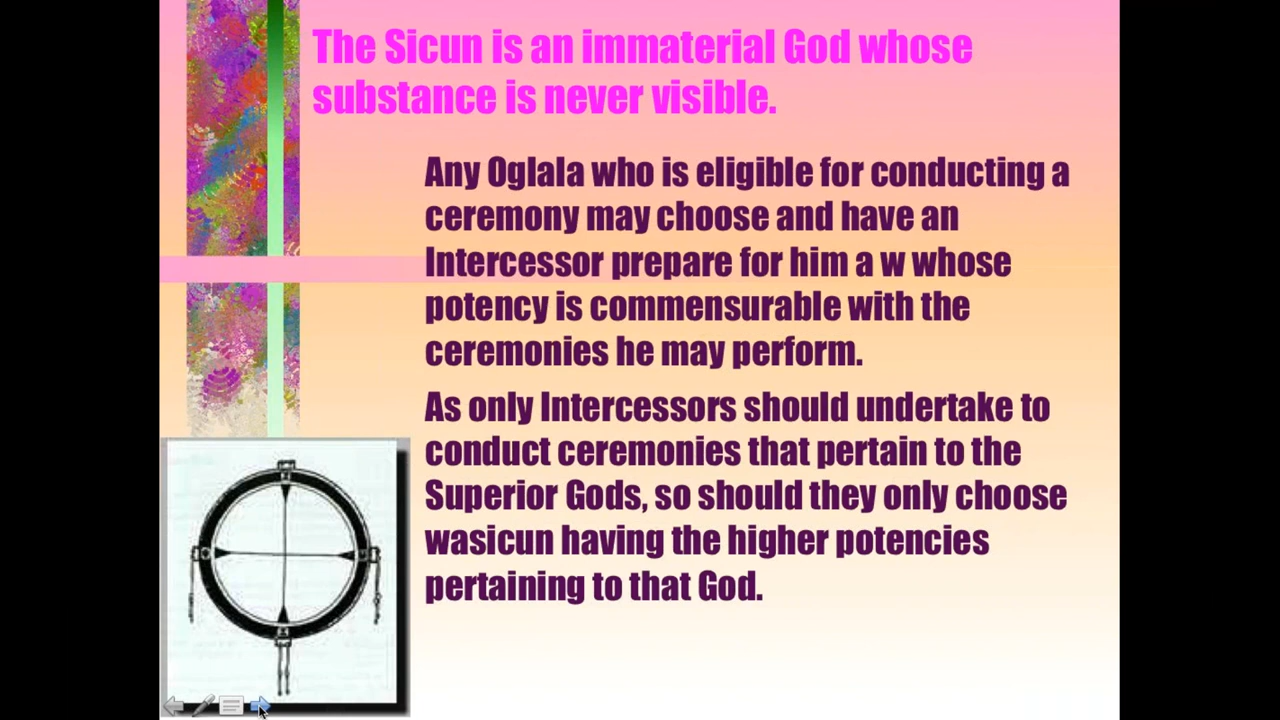 The Sicun is an immaterial God whose
substance is never visible.
Any Oglala who is eligible for conducting a
ceremony may choose and have an
Intercessor prepare for him a w whose
potency is commensurable with the
ceremonies he may perform.
As only Intercessors should undertake to
conduct ceremonies that pertain to the
Superior Gods, so should they only choose
wasicun having the higher potencies
pertaining to that God.